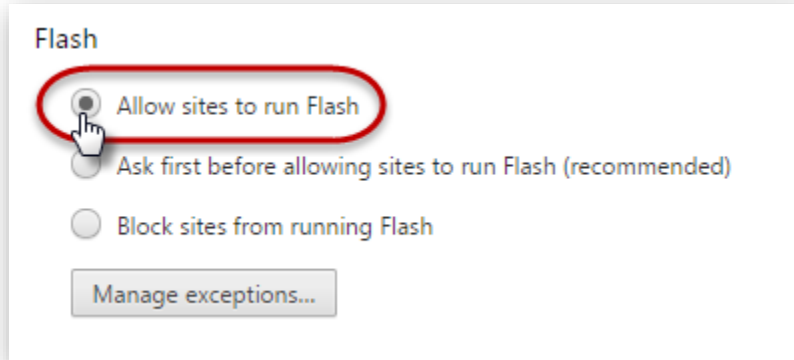 Flash
Allow sites to run Flash
Ask first before allowing sites to run Flash (recommended)
Block sites from running Flash
Manage exceptions...